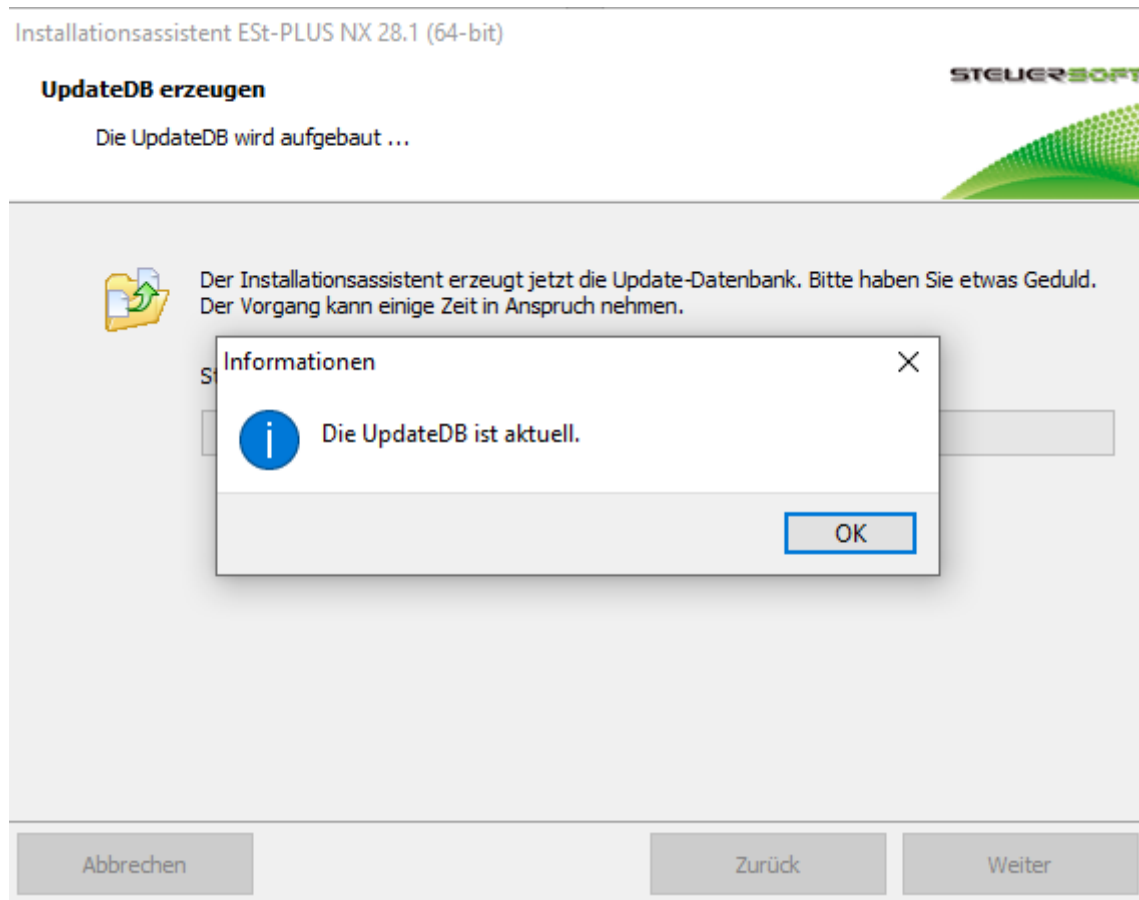 Installationsassistent ESt-PLUS NX 28.1 (64-bit)
UpdateDB erzeugen
Die UpdateDB wird aufgebaut ...
STEUERSOFT
Der Installationsassistent erzeugt jetzt die Update-Datenbank. Bitte haben Sie etwas Geduld.
Der Vorgang kann einige Zeit in Anspruch nehmen.
Informationen
Die UpdateDB ist aktuell.
OK
Abbrechen
Zurück
Weiter